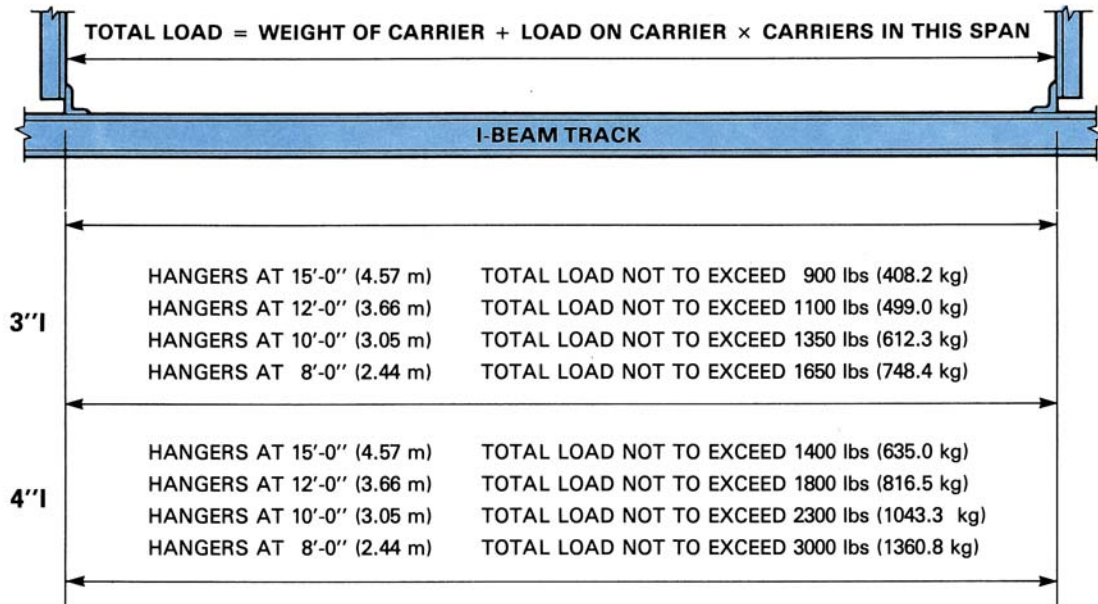 TOTAL LOAD = WEIGHT OF CARRIER + LOAD ON CARRIER × CARRIERS IN THIS SPAN
I-BEAM TRACK
3''I
HANGERS AT 15'-0'' (4.57 m) TOTAL LOAD NOT TO EXCEED 900 lbs (408.2 kg)
HANGERS AT 12'-0'' (3.66 m) TOTAL LOAD NOT TO EXCEED 1100 lbs (499.0 kg)
HANGERS AT 10'-0'' (3.05 m) TOTAL LOAD NOT TO EXCEED 1350 lbs (612.3 kg)
HANGERS AT 8'-0'' (2.44 m) TOTAL LOAD NOT TO EXCEED 1650 lbs (748.4 kg)
4''I
HANGERS AT 15'-0'' (4.57 m) TOTAL LOAD NOT TO EXCEED 1400 lbs (635.0 kg)
HANGERS AT 12'-0'' (3.66 m) TOTAL LOAD NOT TO EXCEED 1800 lbs (816.5 kg)
HANGERS AT 10'-0'' (3.05 m) TOTAL LOAD NOT TO EXCEED 2300 lbs (1043.3 kg)
HANGERS AT 8'-0'' (2.44 m) TOTAL LOAD NOT TO EXCEED 3000 lbs (1360.8 kg)